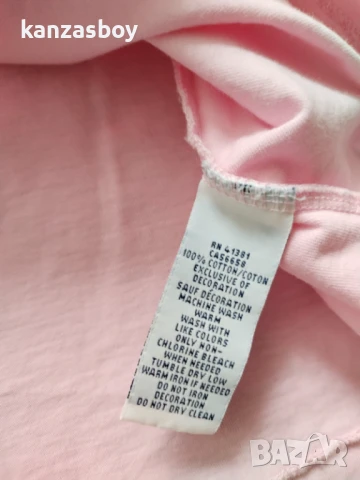 kanzasboy
RN 41381
CA56658
100% COTTON/COTON
EXCLUSIVE OF
DECORATION
SAUF DÉCORATION
MACHINE WASH
WARM
WASH WITH
LIKE COLORS
ONLY NON-
CHLORINE BLEACH
WHEN NEEDED
TUMBLE DRY LOW
WARM IRON IF NEEDED
DO NOT IRON
DECORATION
DO NOT DRY CLEAN
BAZAR